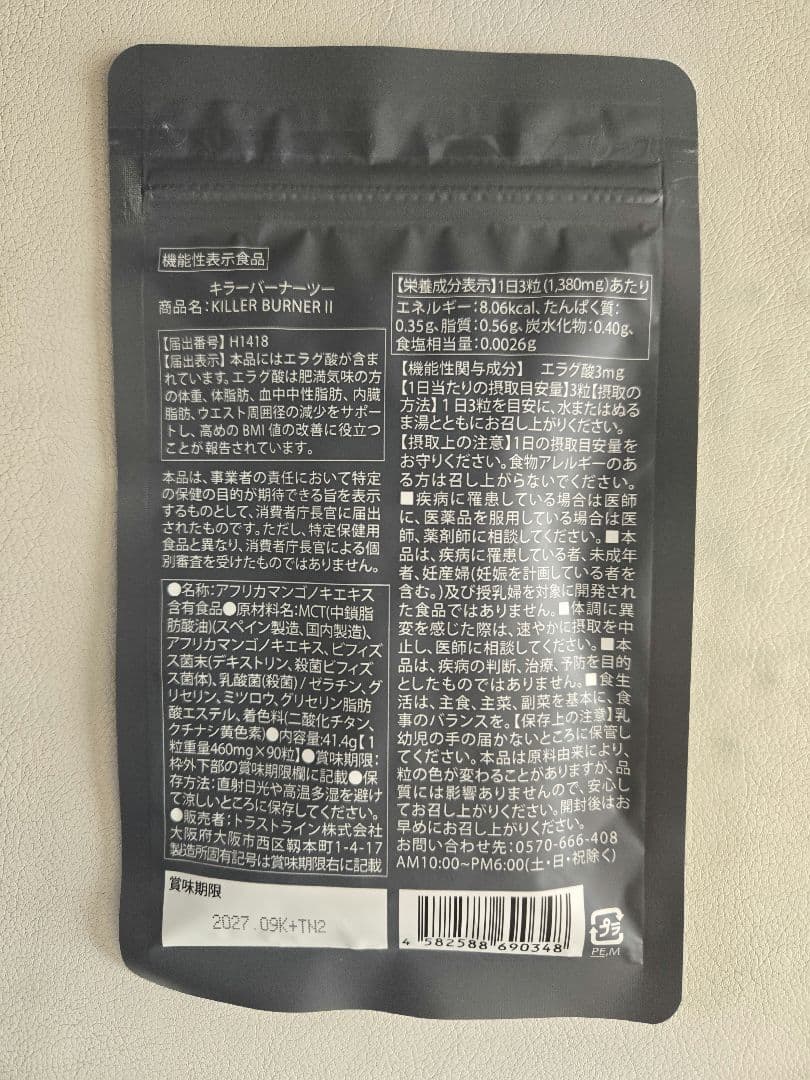 機能性表示食品
キラーバーナーツー
商品名:KILLER BURNER II
【届出番号】H1418
【届出表示】本品にはエラグ酸が含ま
れています。エラグ酸は肥満気味の方
の体重、体脂肪、血中中性脂肪、内臓
脂肪、ウエスト周囲径の減少をサポー
トし、高めのBMI値の改善に役立つ
ことが報告されています。
本品は、事業者の責任において特定
の保健の目的が期待できる旨を表示
するものとして、消費者庁長官に届出
されたものです。ただし、特定保健用
食品と異なり、消費者庁長官による個
別審査を受けたものではありません。
●名称:アフリカマンゴノキエキス
含有食品●原材料名:MCT(中鎖脂
肪酸油)(スペイン製造、国内製造)、
アフリカマンゴノキエキス、ビフィズ
ス菌末(デキストリン、殺菌ビフィズ
ス菌体)、乳酸菌(殺菌)/ゼラチン、グ
リセリン、ミツロウ、グリセリン脂肪
酸エステル、着色料(二酸化チタン、
クチナシ黄色素)●内容量:41.4g【1
粒重量460mg×90粒】●賞味期限:
枠外下部の賞味期限欄に記載●保
存方法:直射日光や高温多湿を避け
て涼しいところに保存してください。
●販売者:トラストライン株式会社
大阪府大阪市西区靱本町1-4-17
製造所固有記号は賞味期限右に記載
賞味期限
2027.09K+TN2
【栄養成分表示】1日3粒(1,380mg)あたり
エネルギー:8.06kcal、たんぱく質:
0.35g、脂質:0.56g、炭水化物:0.40g、
食塩相当量:0.0026g
【機能性関与成分】 エラグ酸3mg
【1日当たりの摂取目安量】3粒【摂取の
方法】1日3粒を目安に、水またはぬる
ま湯とともにお召し上がりください。
【摂取上の注意】1日の摂取目安量を
お守りください。食物アレルギーのあ
る方は召し上がらないでください。
■疾病に罹患している場合は医師
に、医薬品を服用している場合は医
師、薬剤師に相談してください。■本
品は、疾病に罹患している者、未成年
者、妊産婦(妊娠を計画している者を
含む。)及び授乳婦を対象に開発され
た食品ではありません。■体調に異
変を感じた際は、速やかに摂取を中
止し、医師に相談してください。■本
品は、疾病の判断、治療、予防を目的
としたものではありません。■食生
活は、主食、主菜、副菜を基本に、食
事のバランスを。【保存上の注意】乳
幼児の手の届かないところに保管し
てください。本品は原料由来により、
粒の色が変わることがありますが、品
質には影響ありませんので、安心し
てお召し上がりください。開封後はお
早めにお召し上がりください。
お問い合わせ先:0570-666-408
AM10:00~PM6:00(土・日・祝除く)
4 582588 690348
プラ
PE,M